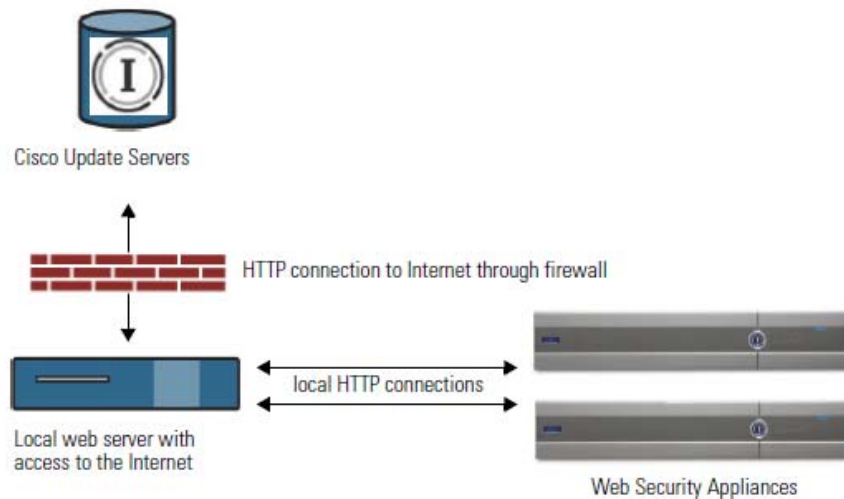 I
Cisco Update Servers
HTTP connection to Internet through firewall
local HTTP connections
Local web server with
access to the Internet
Web Security Appliances